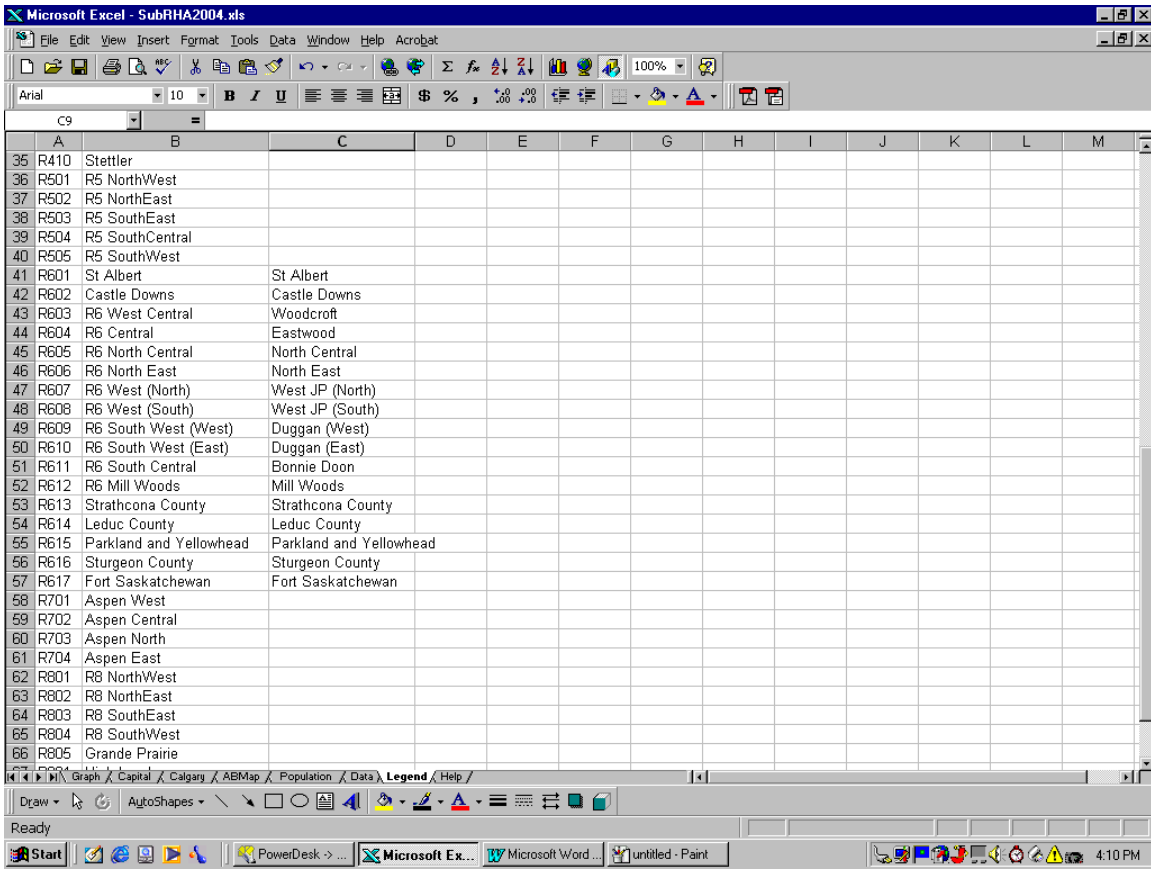 Microsoft Excel - SubRHA2004.xls
File Edit View Insert Format Tools Data Window Help Acrobat
100%
Arial 10 B I U $ % ,
C9 =
A B C D E F G H I J K L M
35 R410 Stettler
36 R501 R5 NorthWest
37 R502 R5 NorthEast
38 R503 R5 SouthEast
39 R504 R5 SouthCentral
40 R505 R5 SouthWest
41 R601 St Albert St Albert
42 R602 Castle Downs Castle Downs
43 R603 R6 West Central Woodcroft
44 R604 R6 Central Eastwood
45 R605 R6 North Central North Central
46 R606 R6 North East North East
47 R607 R6 West (North) West JP (North)
48 R608 R6 West (South) West JP (South)
49 R609 R6 South West (West) Duggan (West)
50 R610 R6 South West (East) Duggan (East)
51 R611 R6 South Central Bonnie Doon
52 R612 R6 Mill Woods Mill Woods
53 R613 Strathcona County Strathcona County
54 R614 Leduc County Leduc County
55 R615 Parkland and Yellowhead Parkland and Yellowhead
56 R616 Sturgeon County Sturgeon County
57 R617 Fort Saskatchewan Fort Saskatchewan
58 R701 Aspen West
59 R702 Aspen Central
60 R703 Aspen North
61 R704 Aspen East
62 R801 R8 NorthWest
63 R802 R8 NorthEast
64 R803 R8 SouthEast
65 R804 R8 SouthWest
66 R805 Grande Prairie
Graph / Capital / Calgary / ABMap / Population / Data \ Legend / Help /
Draw AutoShapes
Ready
Start PowerDesk -> ... Microsoft Ex... Microsoft Word ... untitled - Paint 4:10 PM